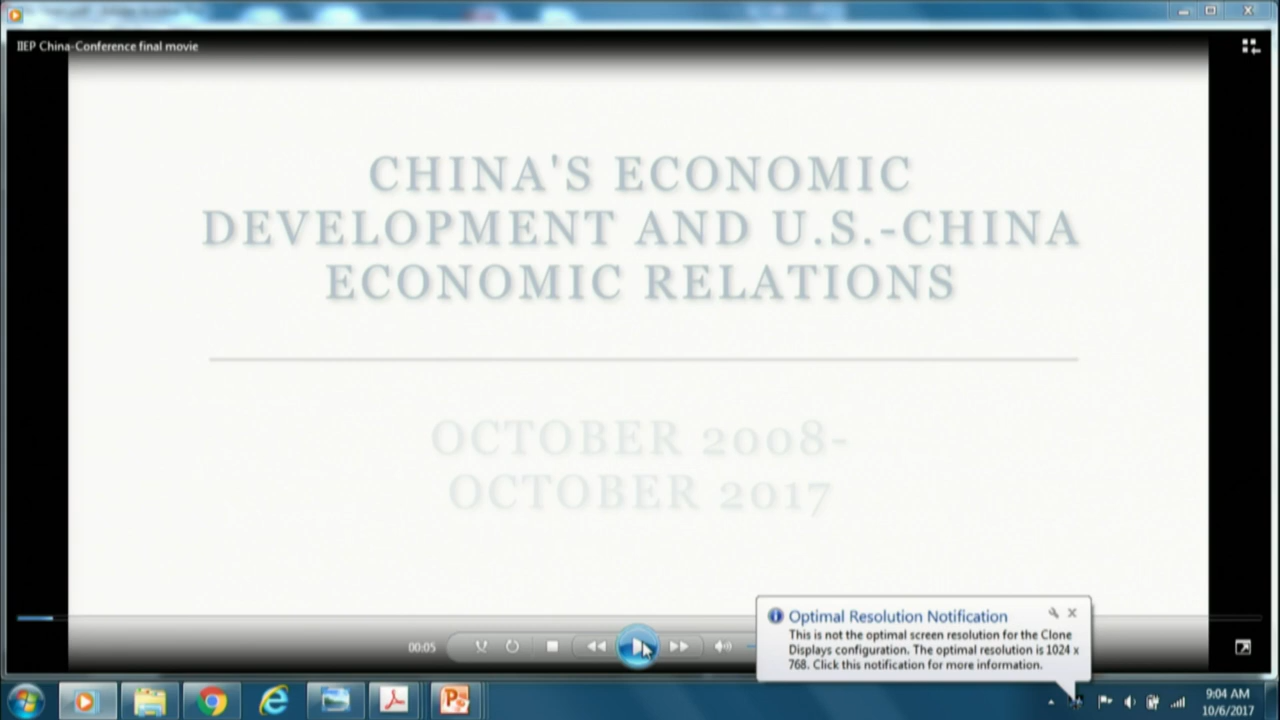 IIEP China-Conference final movie
CHINA'S ECONOMIC
DEVELOPMENT AND U.S.-CHINA
ECONOMIC RELATIONS
OCTOBER 2008-
OCTOBER 2017
00:05
Optimal Resolution Notification
This is not the optimal screen resolution for the Clone
Displays configuration. The optimal resolution is 1024 x
768. Click this notification for more information.
9:04 AM
10/6/2017